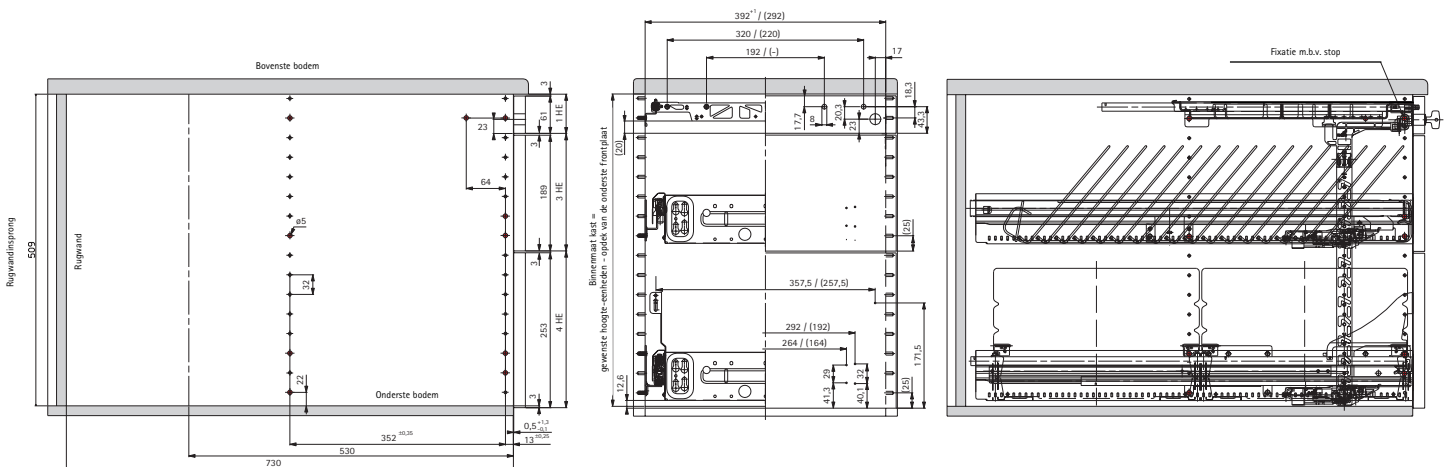 Bovenste bodem
Rugwandinsprong
509
Rugwand
23
64
ø5
32
22
Onderste bodem
3
61
1 HE
3
189
3 HE
3
253
4 HE
3
0,5 +1,3 -0,1
352 ±0,25
13 ±0,25
530
730
392+1 / (292)
320 / (220)
192 / (-)
17
Binnenmaat kast =
gewenste hoogte-eenheden - opdek van de onderste frontplaat
(20)
17,7
8
20,3
23
18,3
43,3
(25)
357,5 / (257,5)
292 / (192)
264 / (164)
171,5
12,6
29
32
41,3
40,1
(25)
Fixatie m.b.v. stop